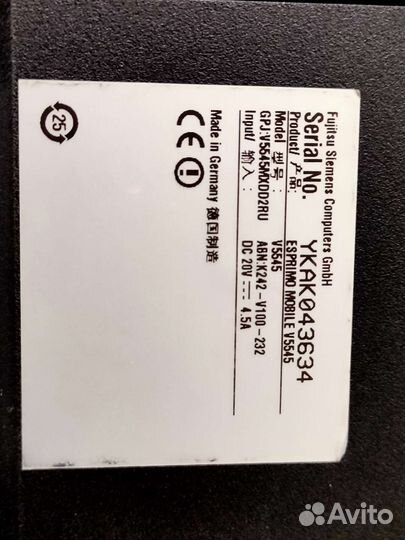 Fujitsu Siemens Computers GmbH
Serial No. YKAK043634
Product/ 产品: ESPRIMO MOBILE V5545
Model 型号: V5545
GPJ:V5545MXOD2RU ABN:K242-V100-232
Input/ 输入: DC 20V ⎓ 4.5A
Made in Germany 德国制造
CE
25
Avito